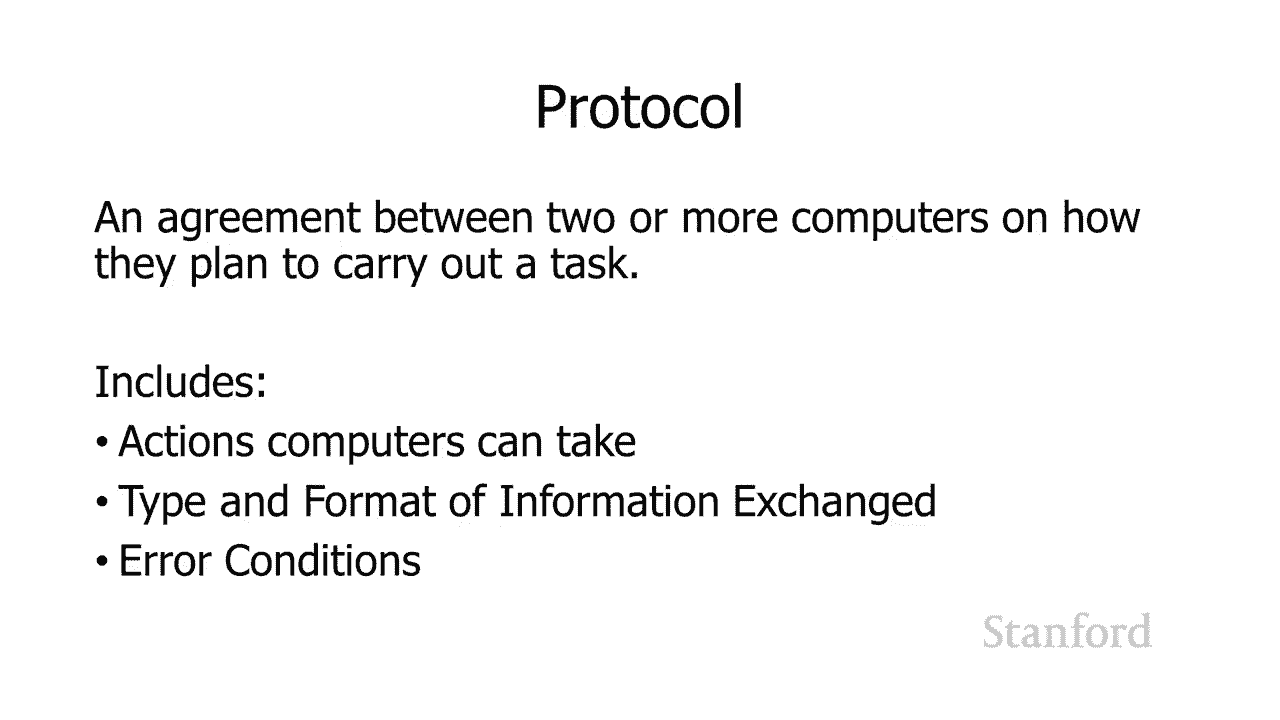 Protocol
An agreement between two or more computers on how
they plan to carry out a task.
Includes:
• Actions computers can take
• Type and Format of Information Exchanged
• Error Conditions
Stanford